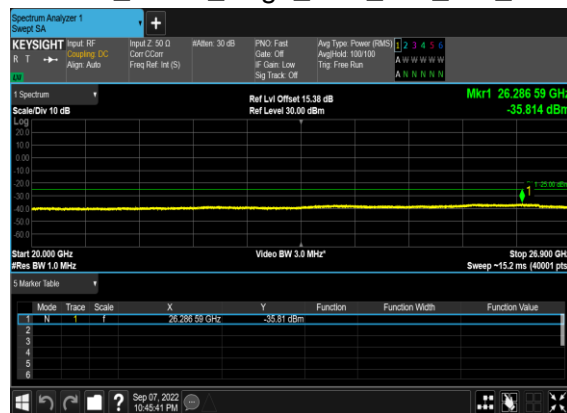 Spectrum Analyzer 1
Swept SA
KEYSIGHT Input: RF Input Z: 50 Ω #Atten: 30 dB PNO: Fast Avg Type: Power (RMS) 1 2 3 4 5 6
R T Coupling: DC Corr CCorr Gate: Off Avg|Hold: 100/100 A W W W W W
Align: Auto Freq Ref: Int (S) IF Gain: Low Trig: Free Run
Sig Track: Off A N N N N N
1 Spectrum Ref Lvl Offset 15.38 dB Mkr1 26.286 59 GHz
Scale/Div 10 dB Ref Level 30.00 dBm -35.814 dBm
Log
20.0
10.0
0.00
-10.0
-20.0
1 -25.00 dBm
-30.0
-40.0
-50.0
-60.0
Start 20.000 GHz Video BW 3.0 MHz* Stop 26.900 GHz
#Res BW 1.0 MHz Sweep ~15.2 ms (40001 pts)
5 Marker Table
Mode Trace Scale X Y Function Function Width Function Value
1 N 1 f 26.286 59 GHz -35.81 dBm
2
3
4
5
6
Sep 07, 2022
10:45:41 PM